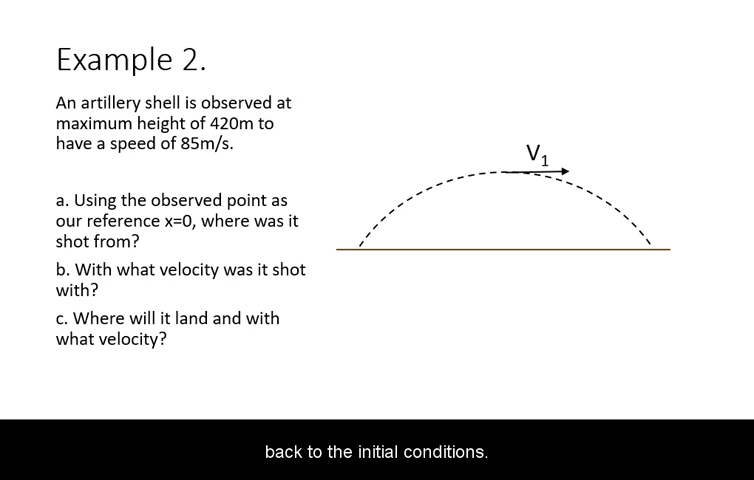 Example 2.
An artillery shell is observed at
maximum height of 420m to
have a speed of 85m/s.
a. Using the observed point as
our reference x=0, where was it
shot from?
b. With what velocity was it shot
with?
c. Where will it land and with
what velocity?
V₁
back to the initial conditions.